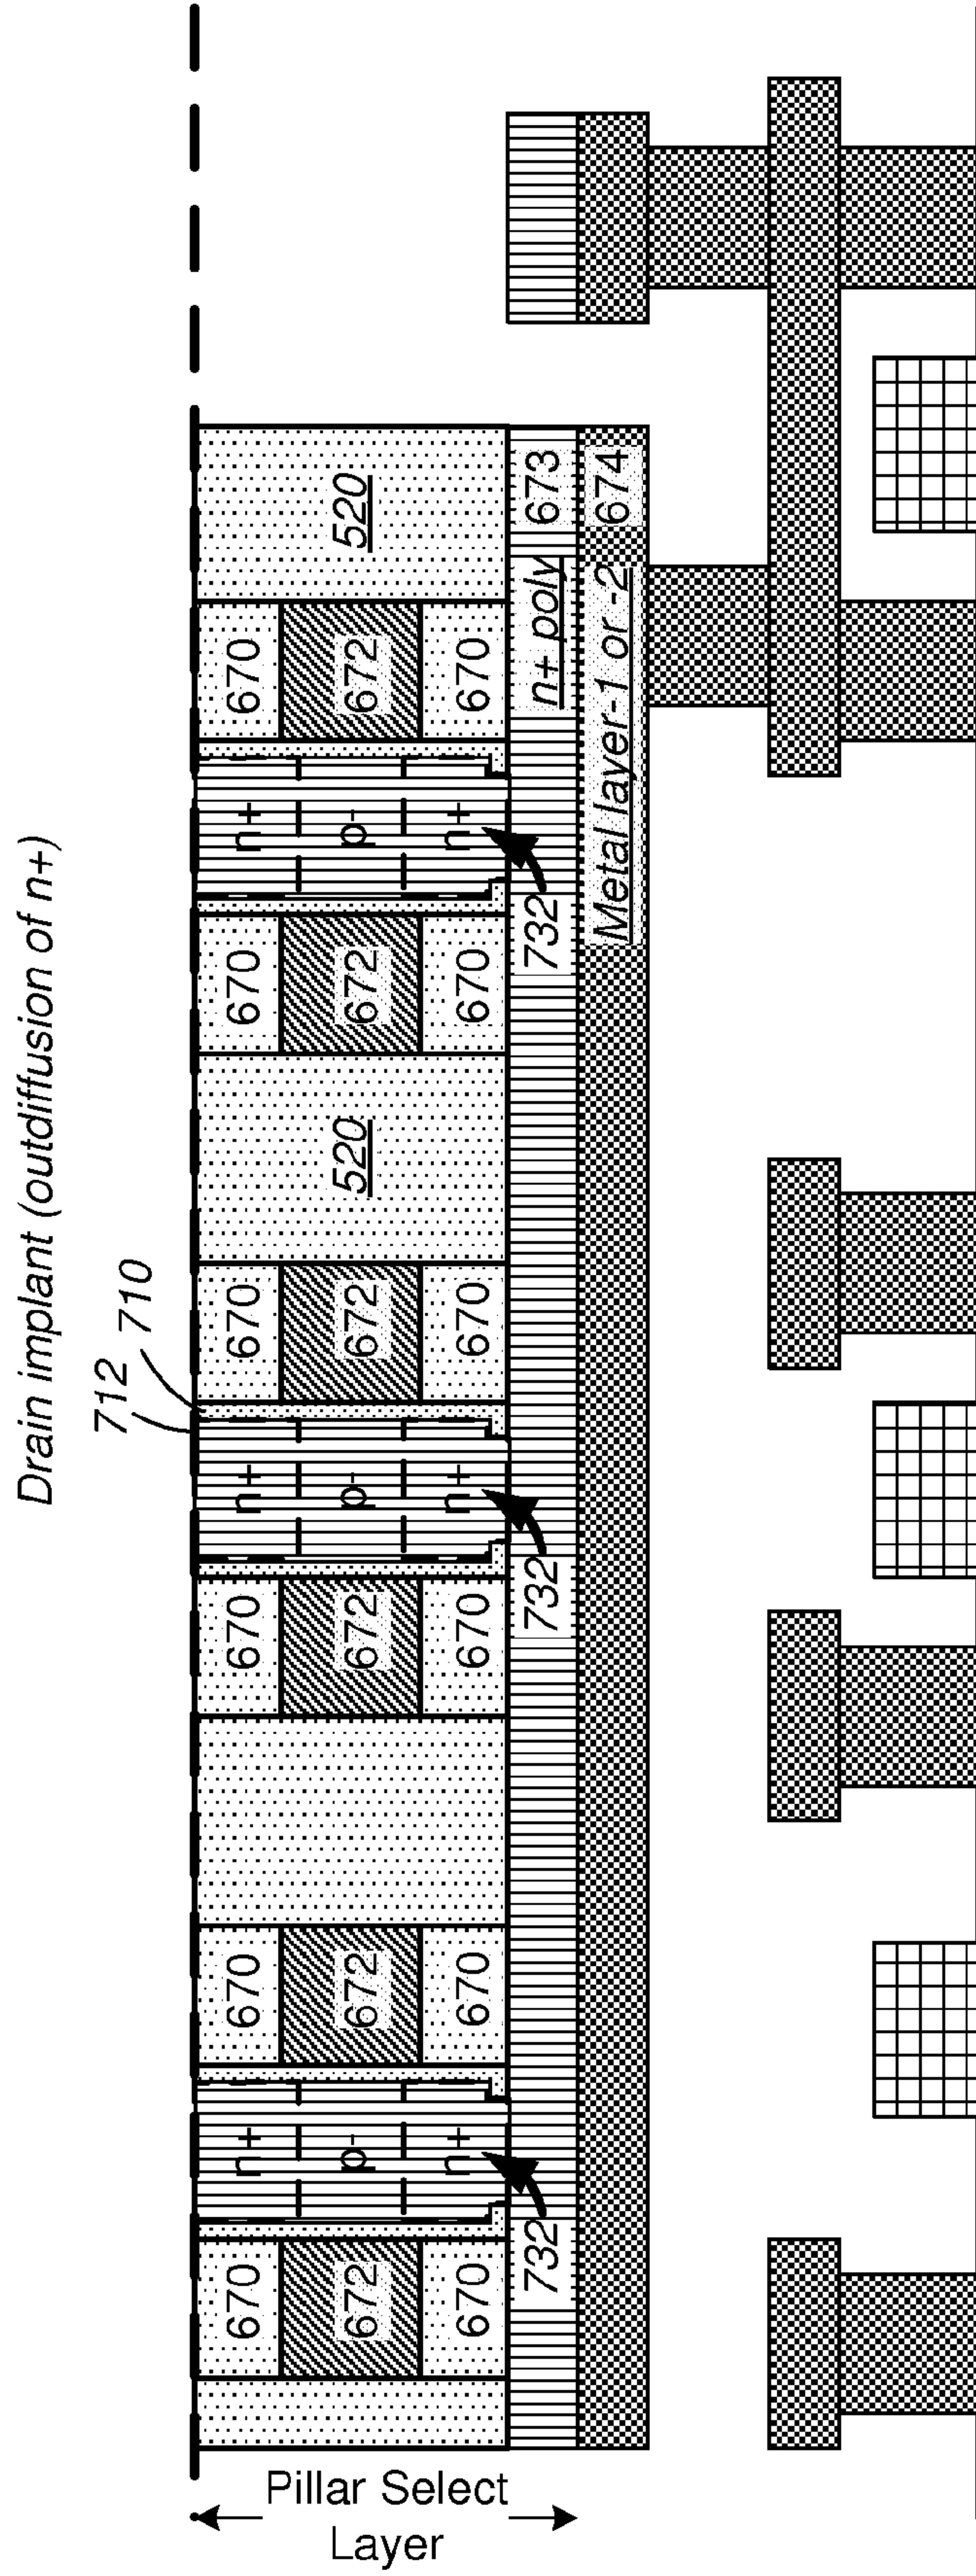 Drain implant (outdiffusion of n+)
712
710
670 n+ 670 670 n+ 670 670 n+ 670
672 p- 672 672 p- 672 520 672 p- 672 520
670 n+ 670 670 n+ 670 670 n+ 670
732 732 732 n+ poly 673
Metal layer-1 or -2 674
Pillar Select
Layer